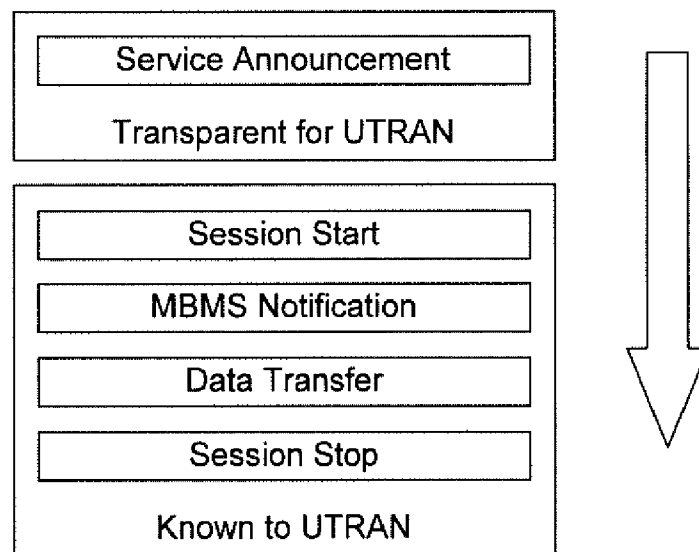 Service Announcement
Transparent for UTRAN
Session Start
MBMS Notification
Data Transfer
Session Stop
Known to UTRAN